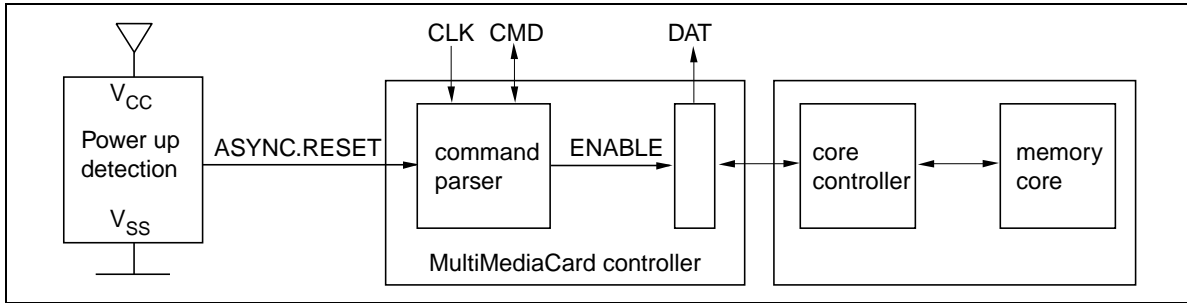 CLK CMD DAT
VCC
Power up
detection
VSS
ASYNC.RESET
command
parser
ENABLE
MultiMediaCard controller
core
controller
memory
core